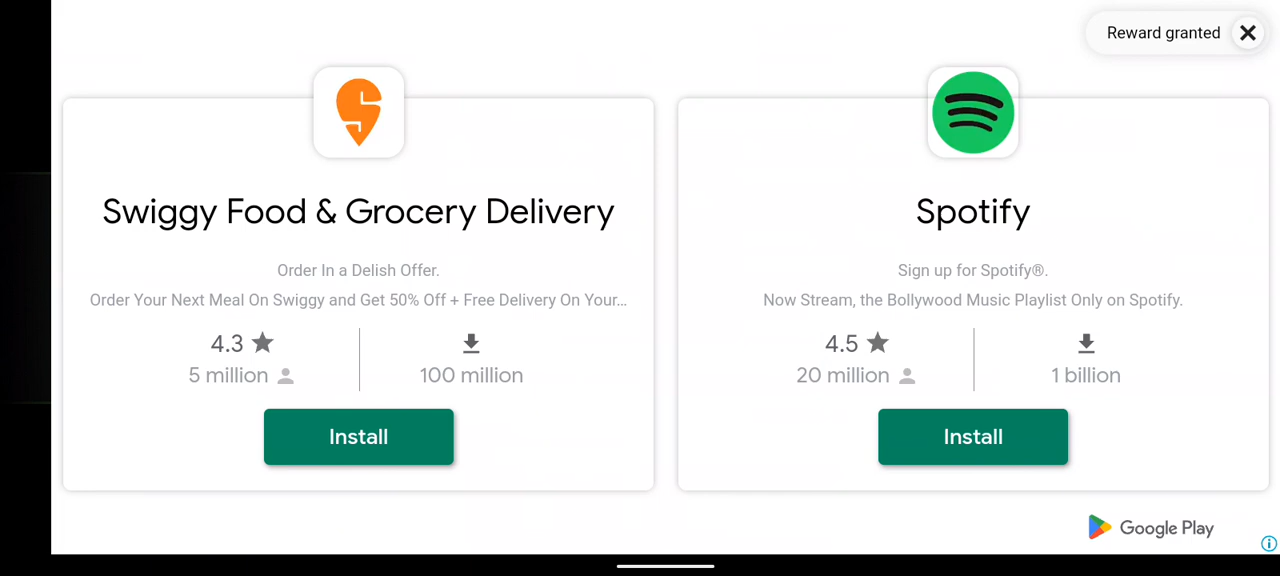 Reward granted
Swiggy Food & Grocery Delivery
Order In a Delish Offer.
Order Your Next Meal On Swiggy and Get 50% Off + Free Delivery On Your...
4.3
5 million
100 million
Install
Spotify
Sign up for Spotify®.
Now Stream, the Bollywood Music Playlist Only on Spotify.
4.5
20 million
1 billion
Install
Google Play